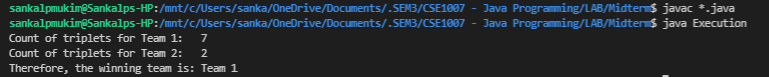 sankalpmukim@Sankalps-HP:/mnt/c/Users/sanka/OneDrive/Documents/.SEM3/CSE1007 - Java Programming/LAB/Midterm$ javac *.java
sankalpmukim@Sankalps-HP:/mnt/c/Users/sanka/OneDrive/Documents/.SEM3/CSE1007 - Java Programming/LAB/Midterm$ java Execution
Count of triplets for Team 1:  7
Count of triplets for Team 2:  2
Therefore, the winning team is: Team 1